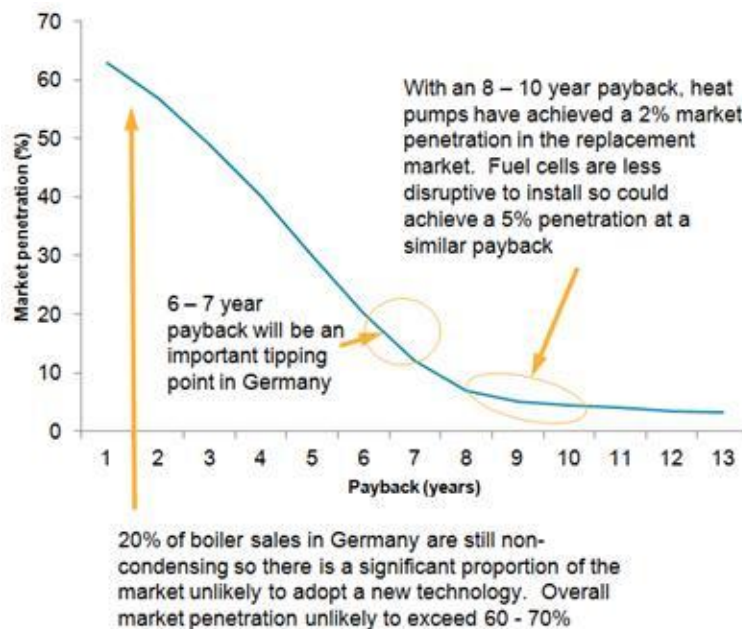 70
60
50
40
30
20
10
0
Market penetration (%)
With an 8 – 10 year payback, heat
pumps have achieved a 2% market
penetration in the replacement
market. Fuel cells are less
disruptive to install so could
achieve a 5% penetration at a
similar payback
6 – 7 year
payback will be an
important tipping
point in Germany
1 2 3 4 5 6 7 8 9 10 11 12 13
Payback (years)
20% of boiler sales in Germany are still non-
condensing so there is a significant proportion of the
market unlikely to adopt a new technology. Overall
market penetration unlikely to exceed 60 - 70%